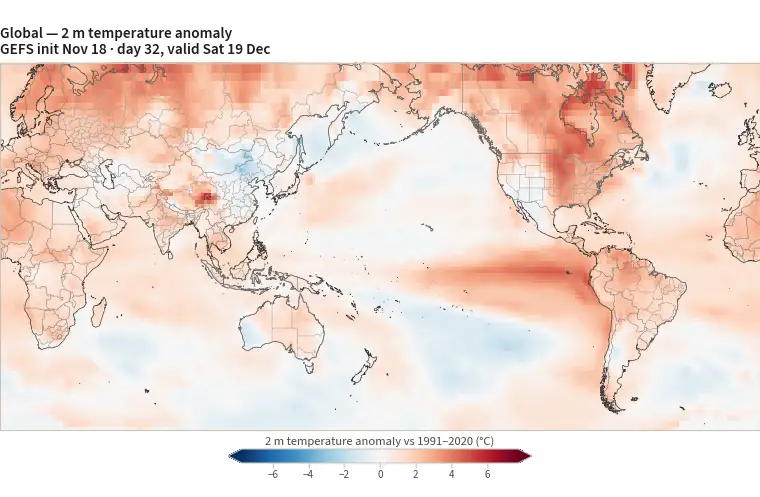 Global — 2 m temperature anomaly
GEFS init Nov 18 · day 32, valid Sat 19 Dec
2 m temperature anomaly vs 1991–2020 (°C)
−6 −4 −2 0 2 4 6